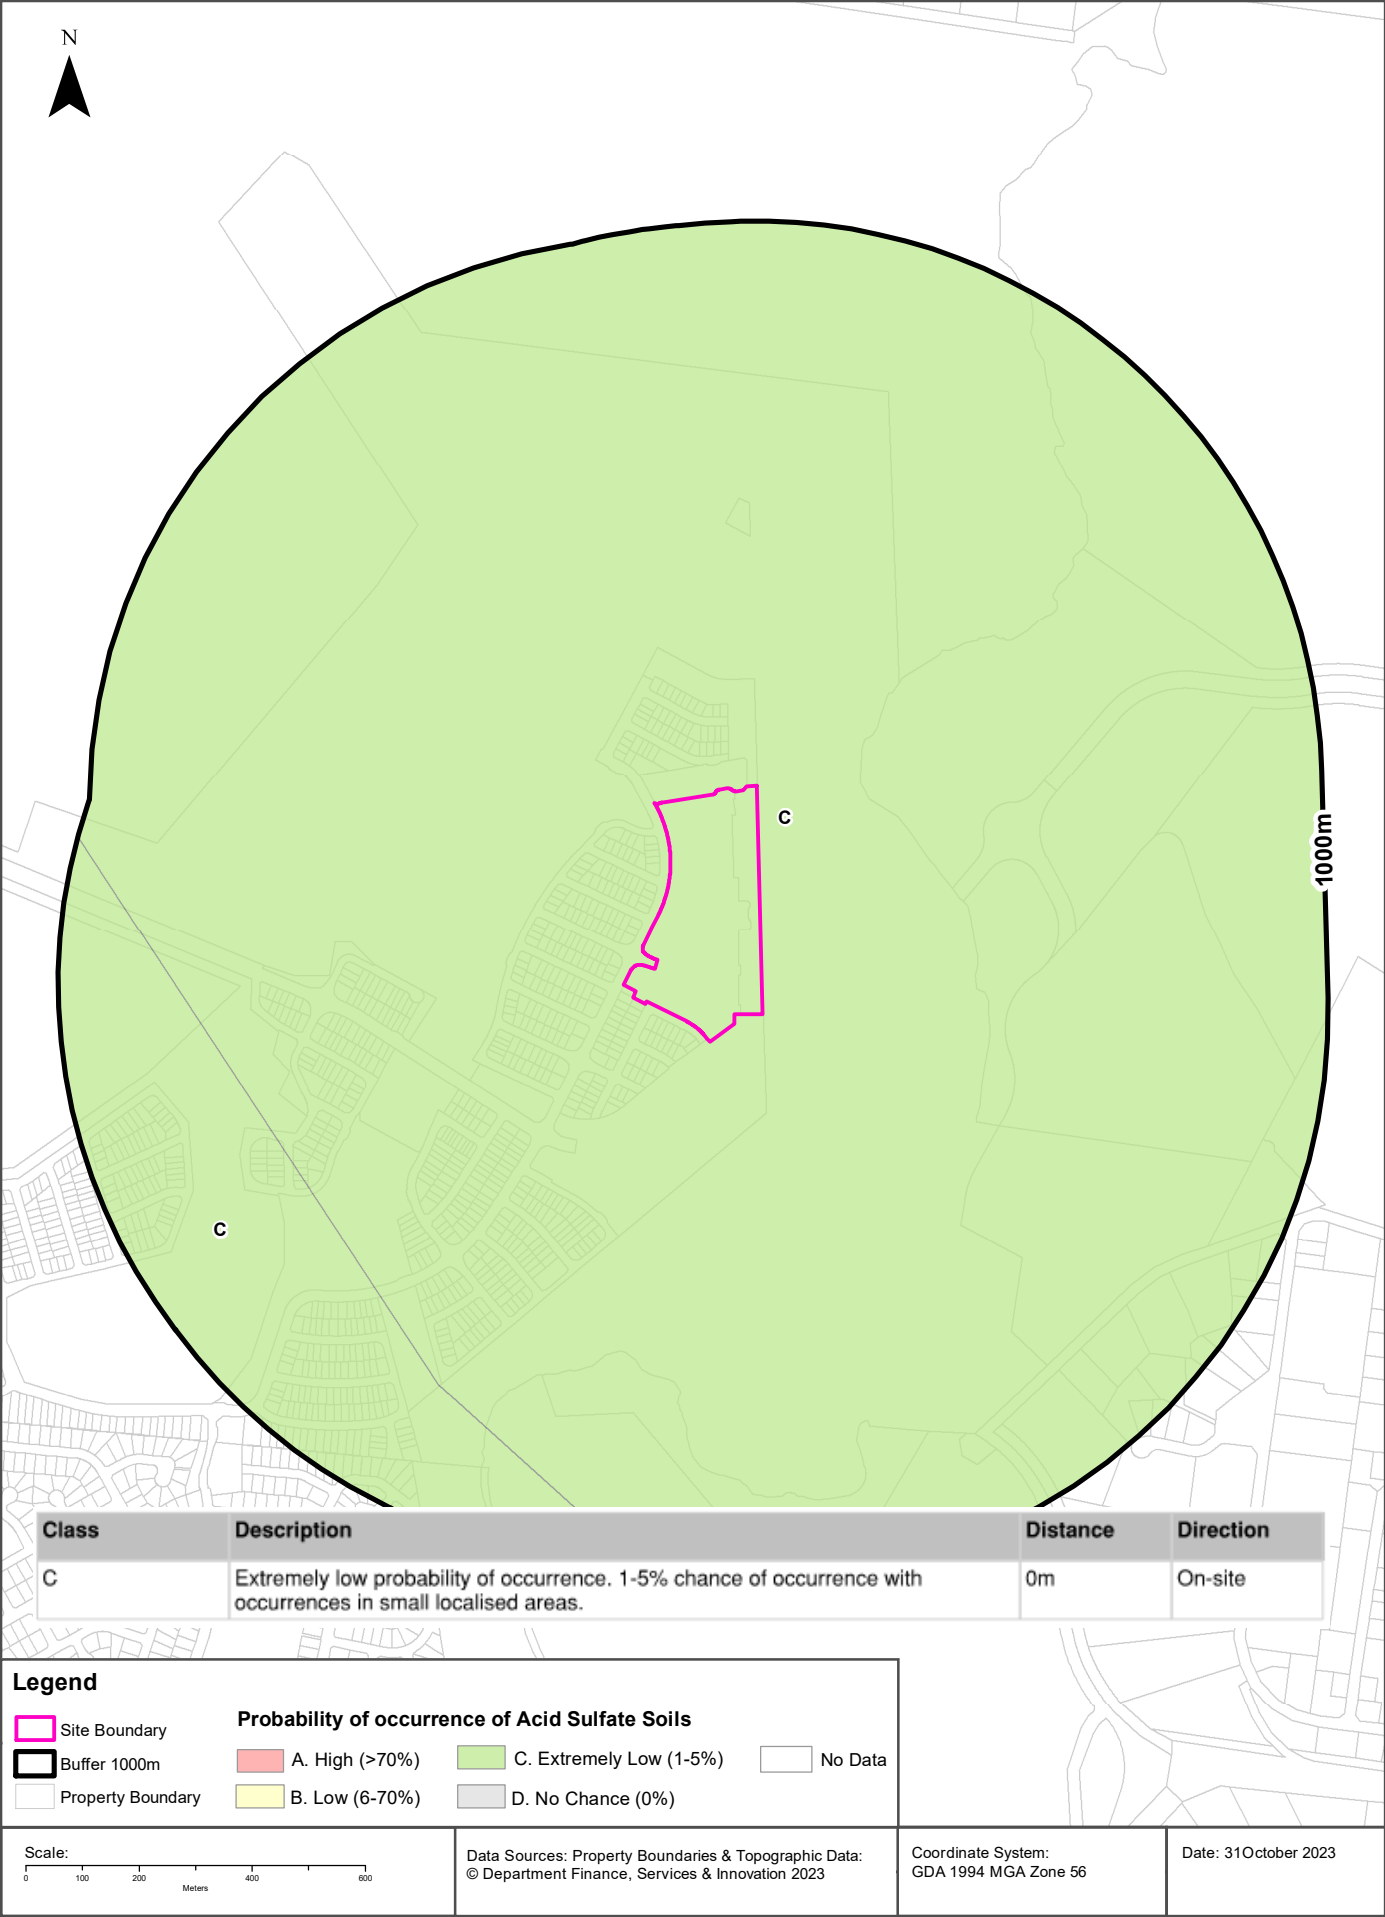 N
C
1000m
C
Class Description Distance Direction
C Extremely low probability of occurrence. 1-5% chance of occurrence with occurrences in small localised areas. 0m On-site
Legend
Site Boundary
Buffer 1000m
Property Boundary
Probability of occurrence of Acid Sulfate Soils
A. High (>70%)
B. Low (6-70%)
C. Extremely Low (1-5%)
D. No Chance (0%)
No Data
Scale:
0 100 200 400 600
Meters
Data Sources: Property Boundaries & Topographic Data:
© Department Finance, Services & Innovation 2023
Coordinate System:
GDA 1994 MGA Zone 56
Date: 31October 2023